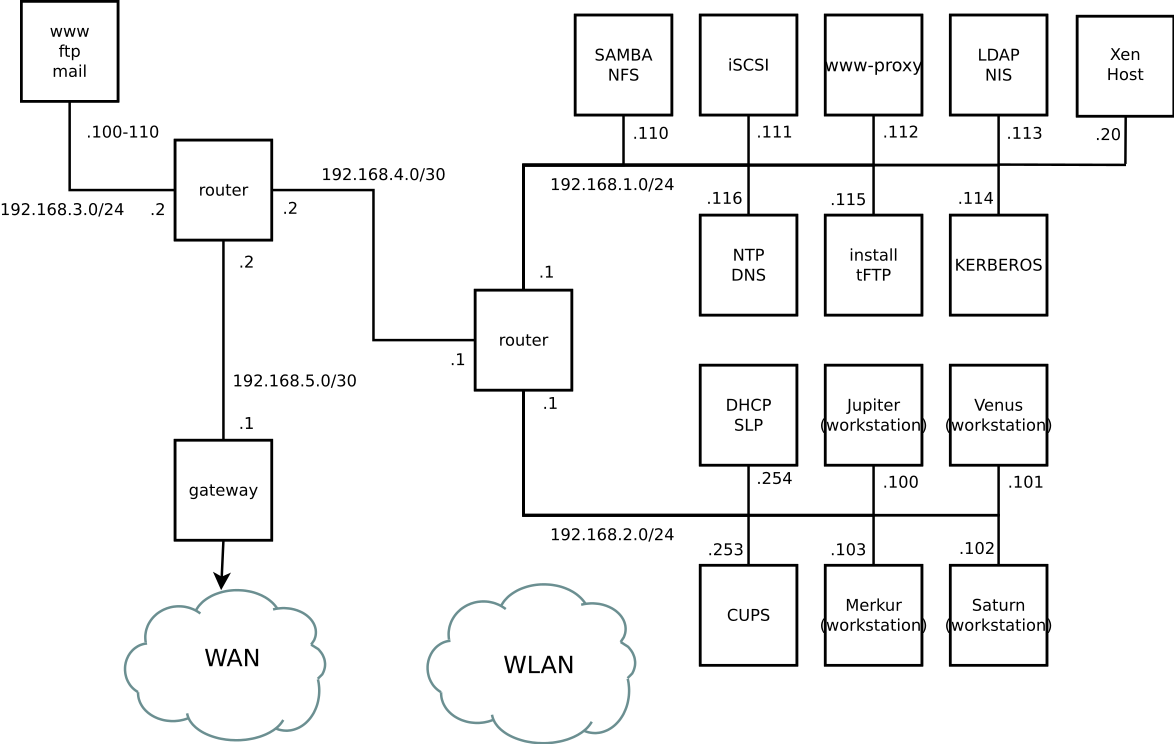 www
ftp
mail
.100-110
192.168.3.0/24
.2
router
.2
.2
192.168.4.0/30
192.168.5.0/30
.1
gateway
WAN
WLAN
.1
router
.1
.1
SAMBA
NFS
.110
iSCSI
.111
www-proxy
.112
LDAP
NIS
.113
Xen
Host
.20
192.168.1.0/24
.116
NTP
DNS
.115
install
tFTP
.114
KERBEROS
DHCP
SLP
.254
Jupiter
(workstation)
.100
Venus
(workstation)
.101
192.168.2.0/24
.253
CUPS
.103
Merkur
(workstation)
.102
Saturn
(workstation)